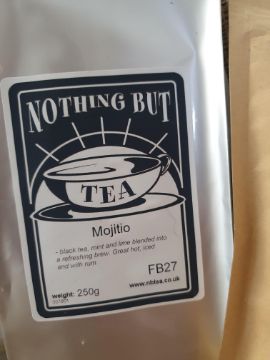 NOTHING BUT
TEA
Mojitio
- black tea, mint and lime blended into
a refreshing brew. Great hot, iced
and with rum
FB27
weight: 250g
www.nbtea.co.uk